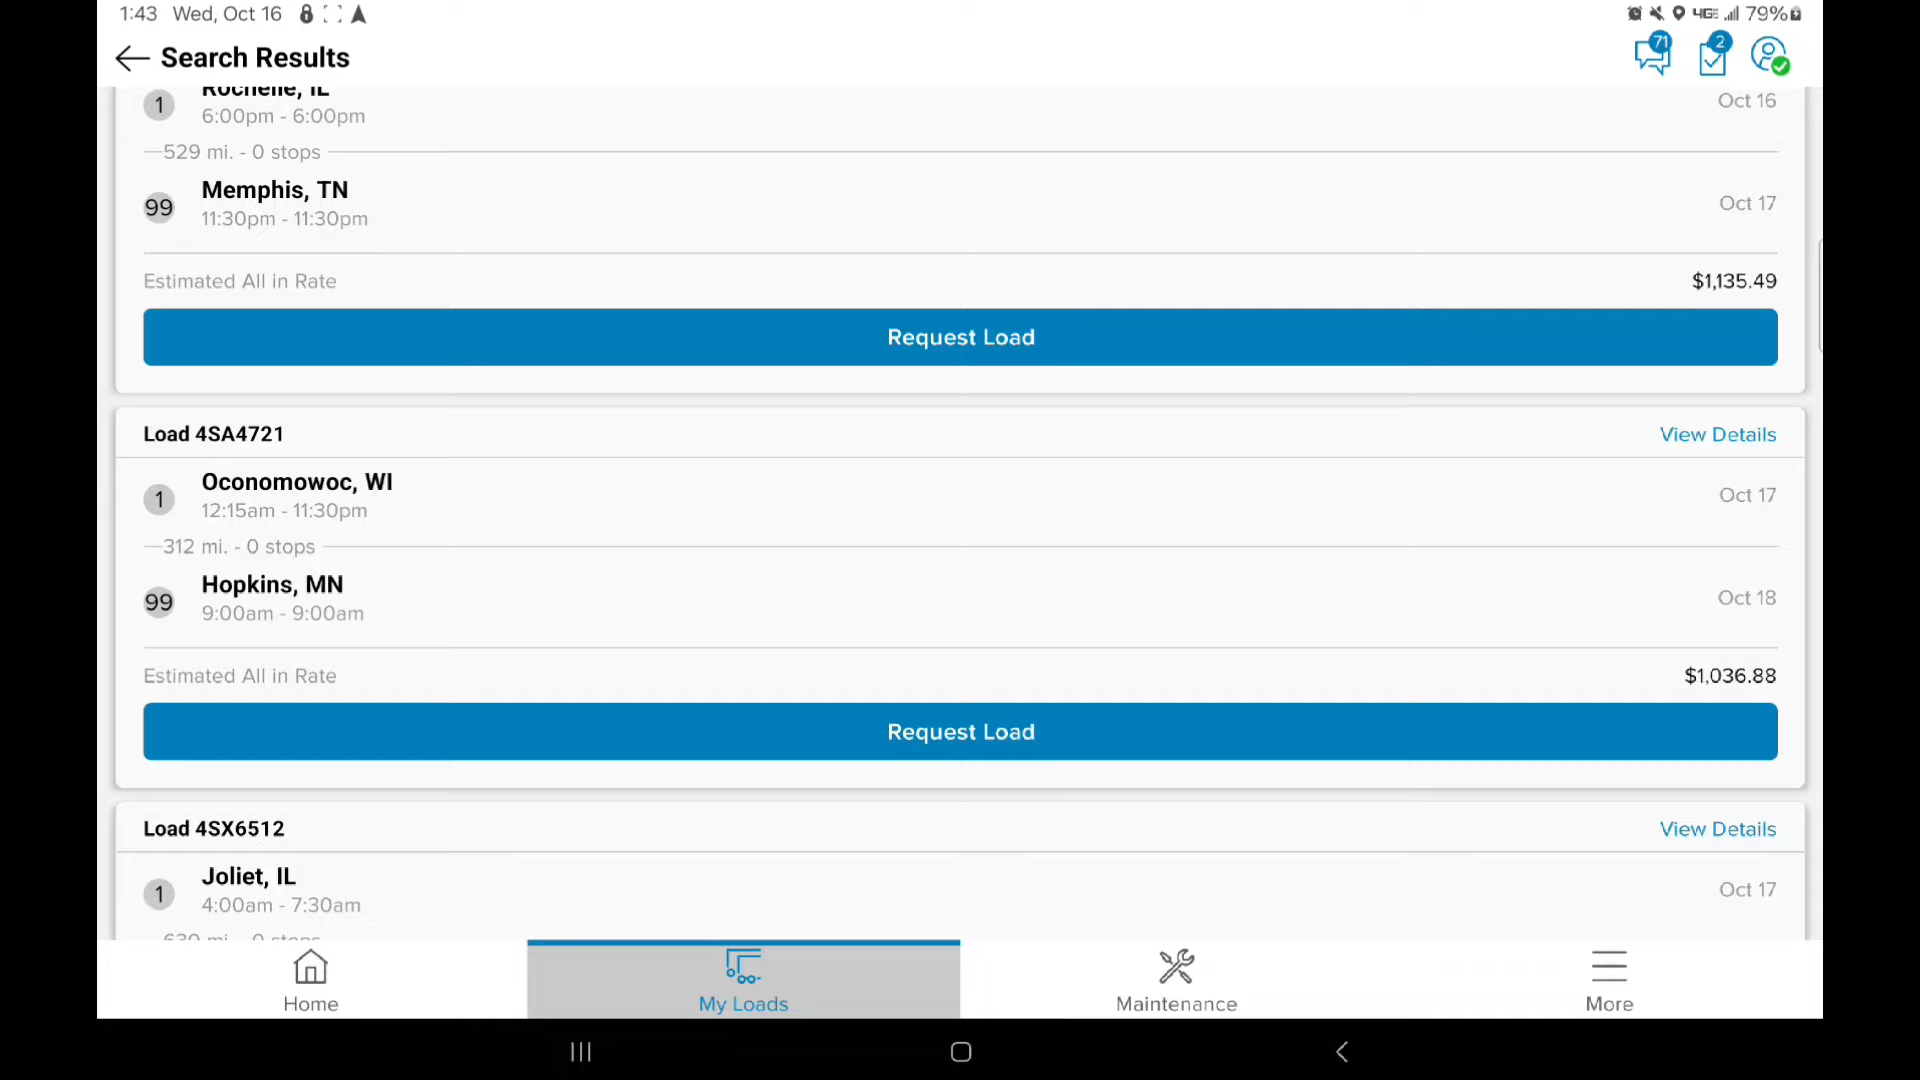 1:43 Wed, Oct 16 4GE 79%
Search Results 71 2
Rochelle, IL
1 Oct 16
6:00pm - 6:00pm
529 mi. - 0 stops
Memphis, TN
99 Oct 17
11:30pm - 11:30pm
Estimated All in Rate $1,135.49
Request Load
Load 4SA4721 View Details
Oconomowoc, WI
1 Oct 17
12:15am - 11:30pm
312 mi. - 0 stops
Hopkins, MN
99 Oct 18
9:00am - 9:00am
Estimated All in Rate $1,036.88
Request Load
Load 4SX6512 View Details
Joliet, IL
1 Oct 17
4:00am - 7:30am
630 mi. - 0 stops
Home My Loads Maintenance More